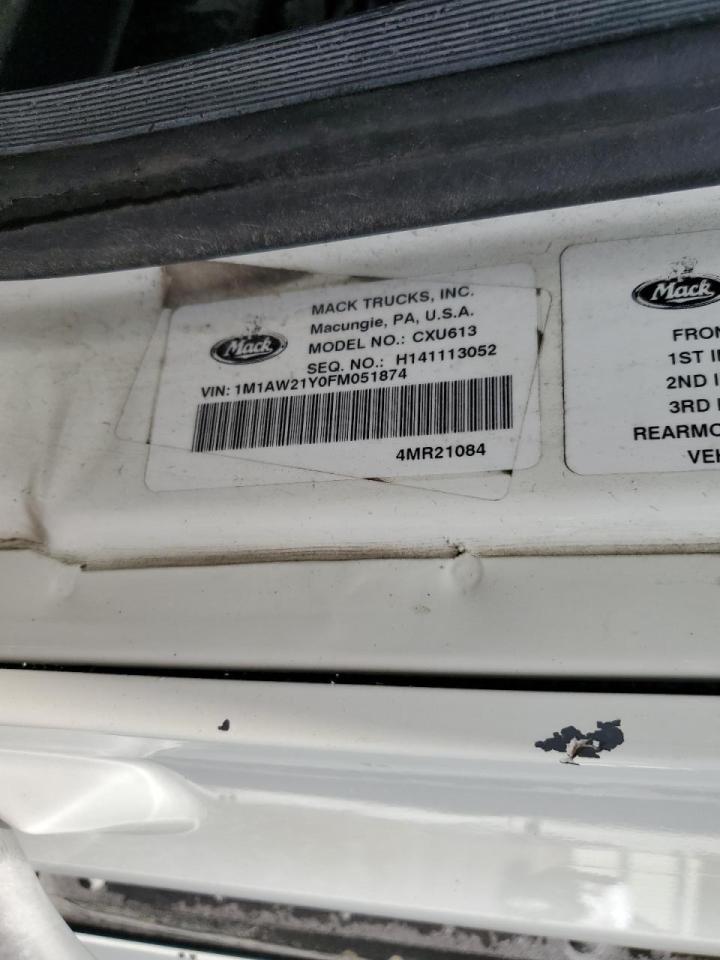 MACK TRUCKS, INC.
Macungie, PA, U.S.A.
MODEL NO.: CXU613
SEQ. NO.: H141113052
Mack
VIN: 1M1AW21Y0FM051874
4MR21084
Mack
FRON
1ST I
2ND I
3RD
REARMO
VEH